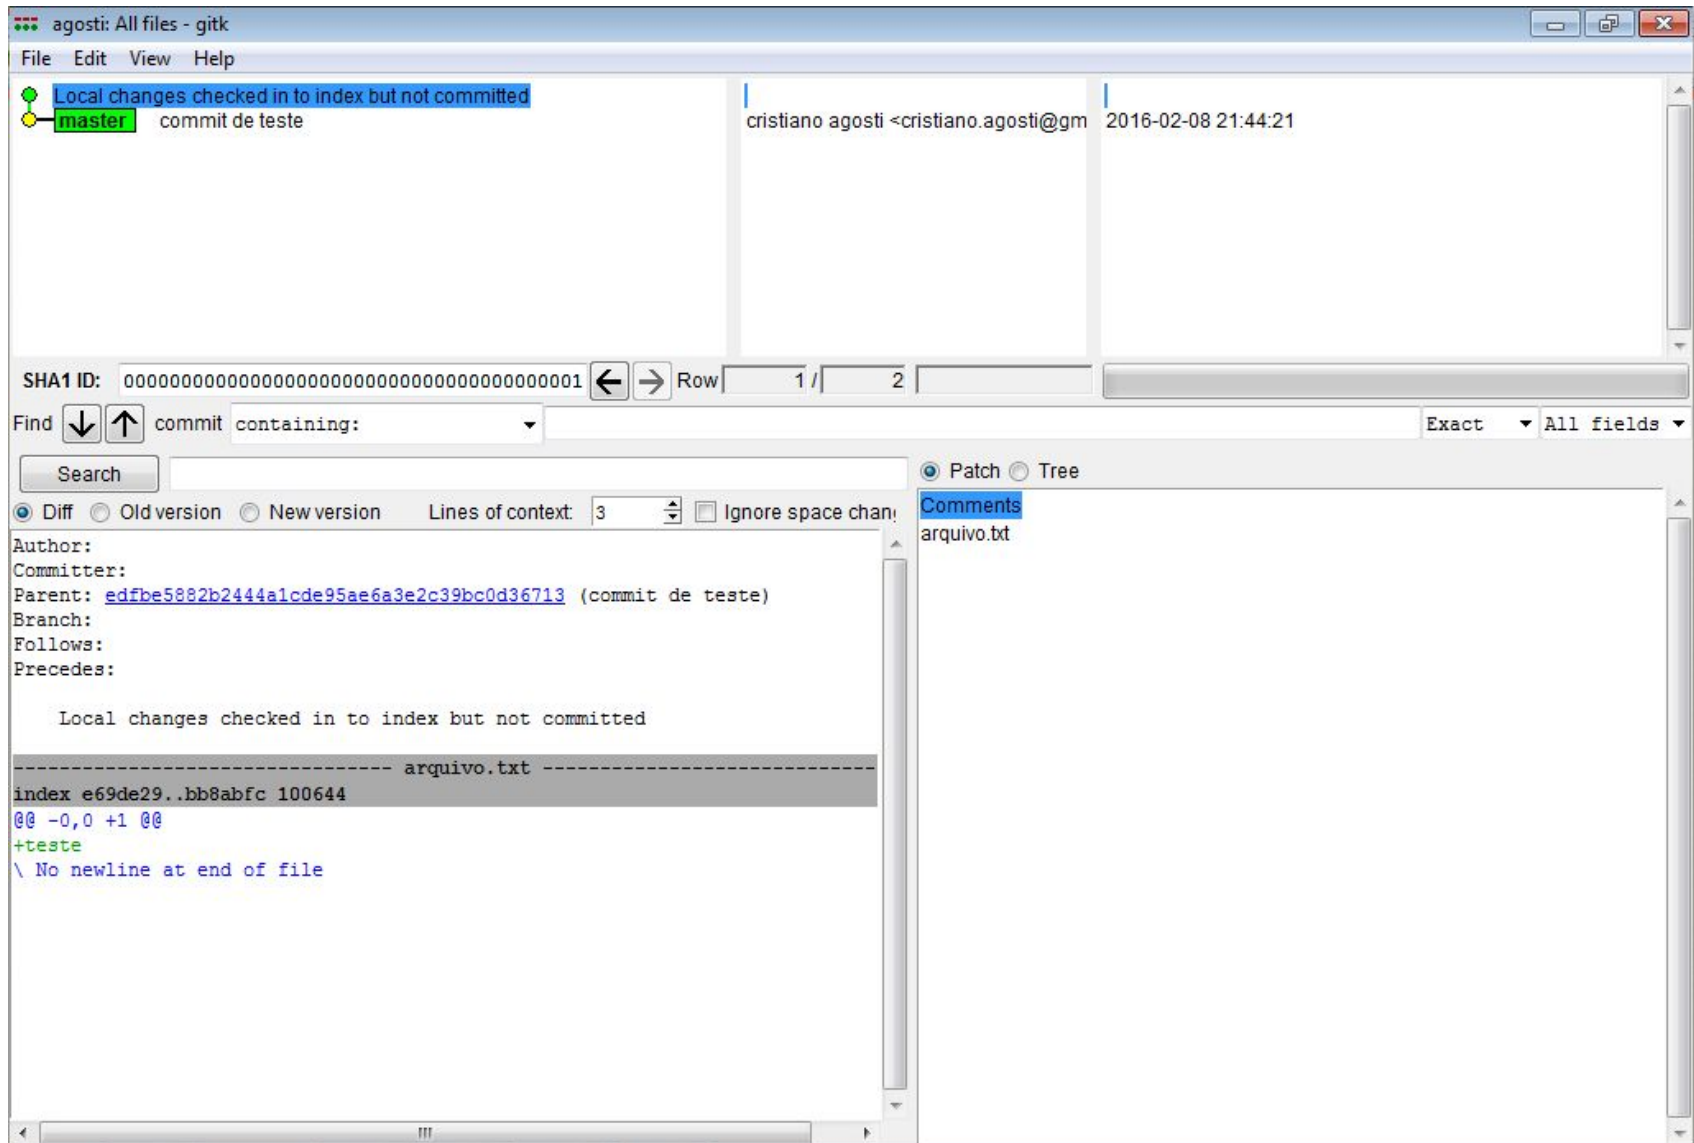 agosti: All files - gitk
File Edit View Help
Local changes checked in to index but not committed
master commit de teste cristiano agosti <cristiano.agosti@gm 2016-02-08 21:44:21
SHA1 ID: 0000000000000000000000000000000000000001 Row 1 / 2
Find commit containing: Exact All fields
Search
Patch Tree
Diff Old version New version Lines of context: 3 Ignore space chan
Comments
arquivo.txt
Author:
Committer:
Parent: edfbe5882b2444a1cde95ae6a3e2c39bc0d36713 (commit de teste)
Branch:
Follows:
Precedes:
Local changes checked in to index but not committed
--------------------------------- arquivo.txt -----------------------------
index e69de29..bb8abfc 100644
@@ -0,0 +1 @@
+teste
\ No newline at end of file